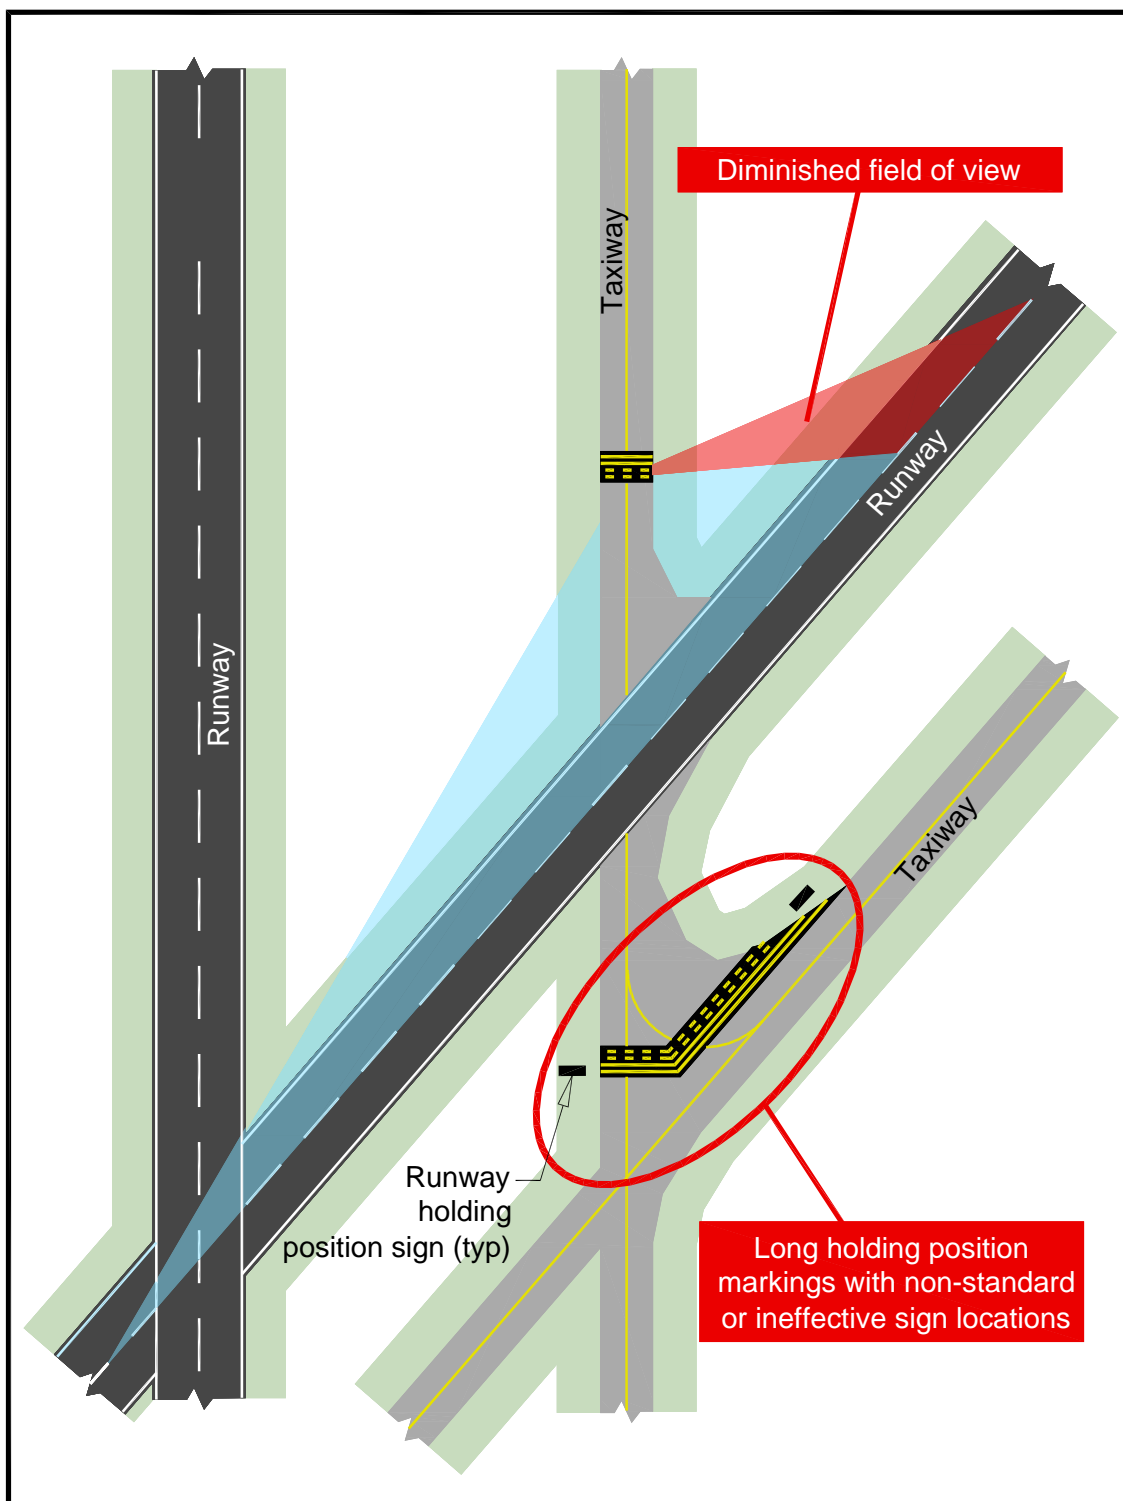 Diminished field of view
Taxiway
Runway
Runway
Taxiway
Runway
holding
position sign (typ)
Long holding position
markings with non-standard
or ineffective sign locations